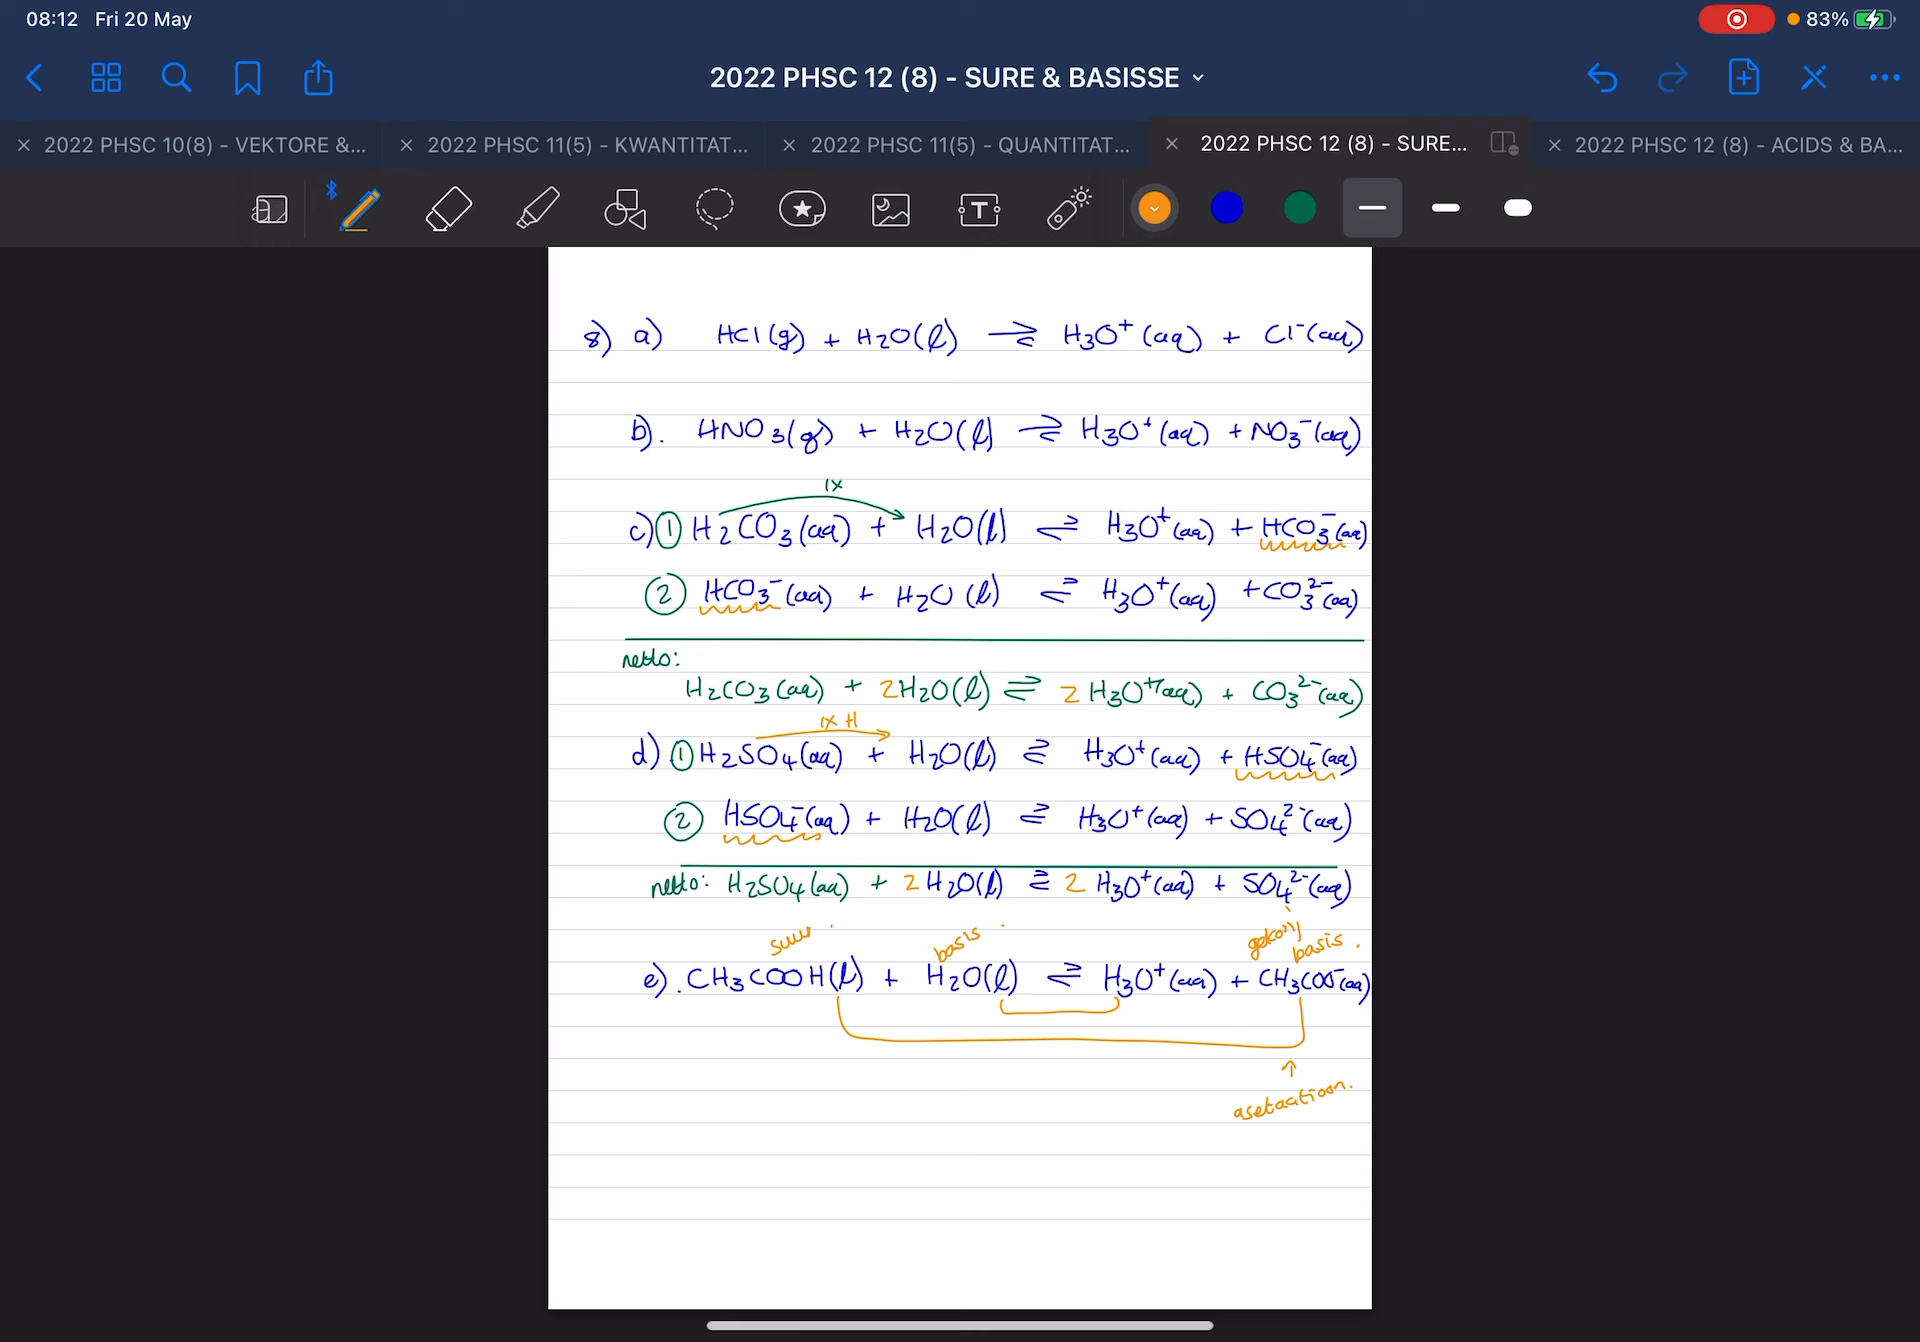 08:12 Fri 20 May
83%
2022 PHSC 12 (8) - SURE & BASISSE
2022 PHSC 10(8) - VEKTORE &...
2022 PHSC 11(5) - KWANTITAT...
2022 PHSC 11(5) - QUANTITAT...
2022 PHSC 12 (8) - SURE...
2022 PHSC 12 (8) - ACIDS & BA...
8) a) HCl(g) + H₂O(l) ⇌ H₃O⁺(aq) + Cl⁻(aq)
b). HNO₃(g) + H₂O(l) ⇌ H₃O⁺(aq) + NO₃⁻(aq)
1x
c) ① H₂CO₃(aq) + H₂O(l) ⇌ H₃O⁺(aq) + HCO₃⁻(aq)
② HCO₃⁻(aq) + H₂O(l) ⇌ H₃O⁺(aq) + CO₃²⁻(aq)
netto:
H₂CO₃(aq) + 2H₂O(l) ⇌ 2H₃O⁺(aq) + CO₃²⁻(aq)
1x H
d) ① H₂SO₄(aq) + H₂O(l) ⇌ H₃O⁺(aq) + HSO₄⁻(aq)
② HSO₄⁻(aq) + H₂O(l) ⇌ H₃O⁺(aq) + SO₄²⁻(aq)
netto: H₂SO₄(aq) + 2H₂O(l) ⇌ 2H₃O⁺(aq) + SO₄²⁻(aq)
suur basis gekonj basis.
e). CH₃COOH(l) + H₂O(l) ⇌ H₃O⁺(aq) + CH₃COO⁻(aq)
asetaatioon.